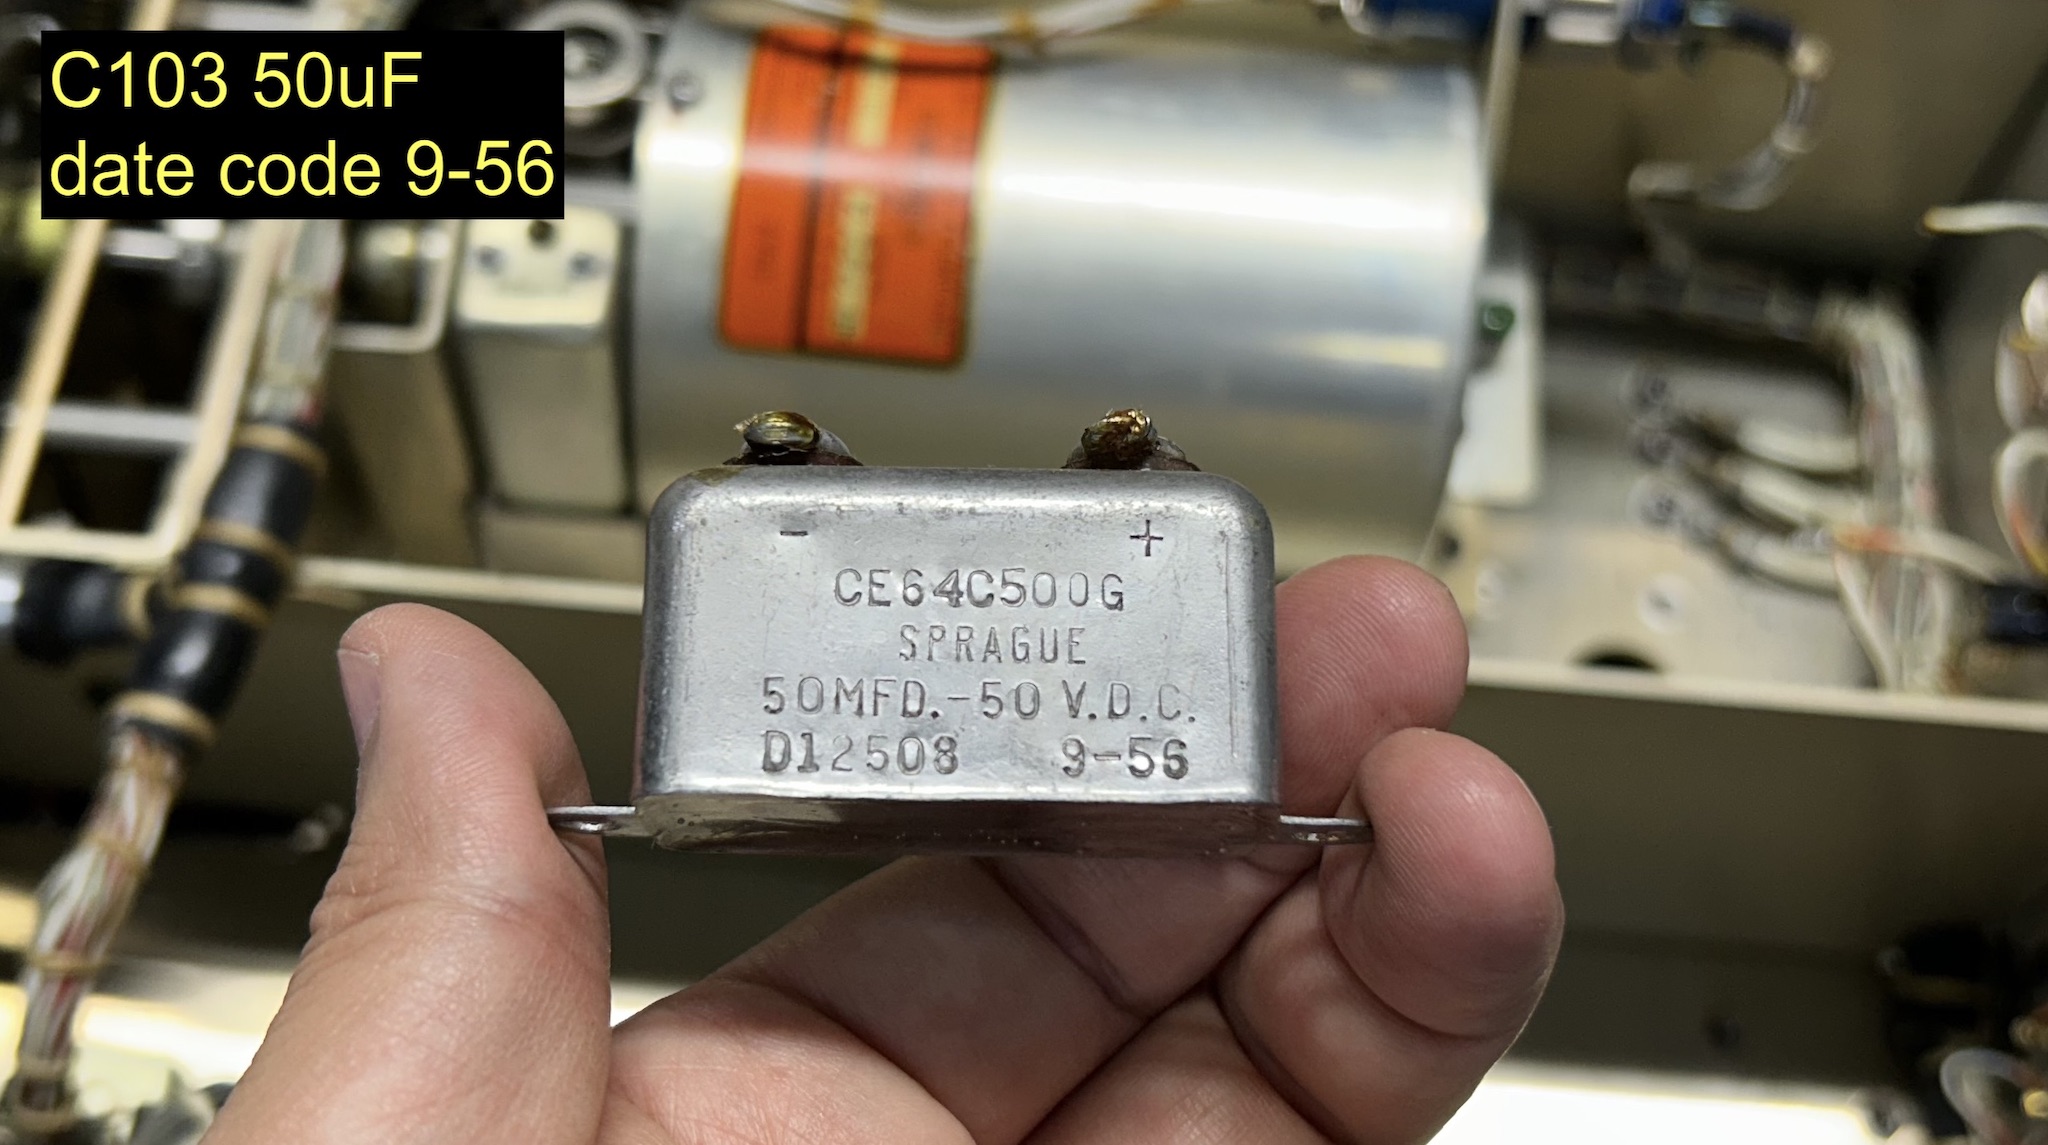 C103 50uF
date code 9-56
- +
CE64C500G
SPRAGUE
50MFD.-50 V.D.C.
D12508 9-56